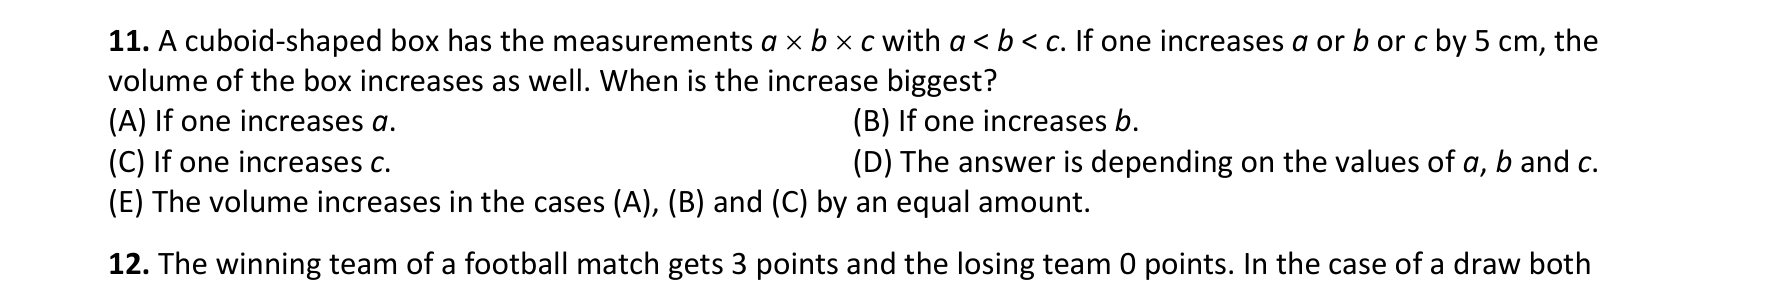 11. A cuboid-shaped box has the measurements a × b × c with a < b < c. If one increases a or b or c by 5 cm, the
volume of the box increases as well. When is the increase biggest?
(A) If one increases a. (B) If one increases b.
(C) If one increases c. (D) The answer is depending on the values of a, b and c.
(E) The volume increases in the cases (A), (B) and (C) by an equal amount.
12. The winning team of a football match gets 3 points and the losing team 0 points. In the case of a draw both